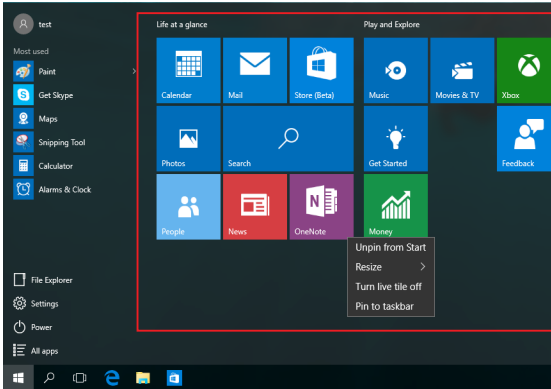 test
Most used
Paint
Get Skype
Maps
Snipping Tool
Calculator
Alarms & Clock
File Explorer
Settings
Power
All apps
Life at a glance
Calendar
Mail
Store (Beta)
Photos
Search
People
News
OneNote
Play and Explore
Music
Movies & TV
Xbox
Get Started
Feedback
Money
Unpin from Start
Resize
Turn live tile off
Pin to taskbar